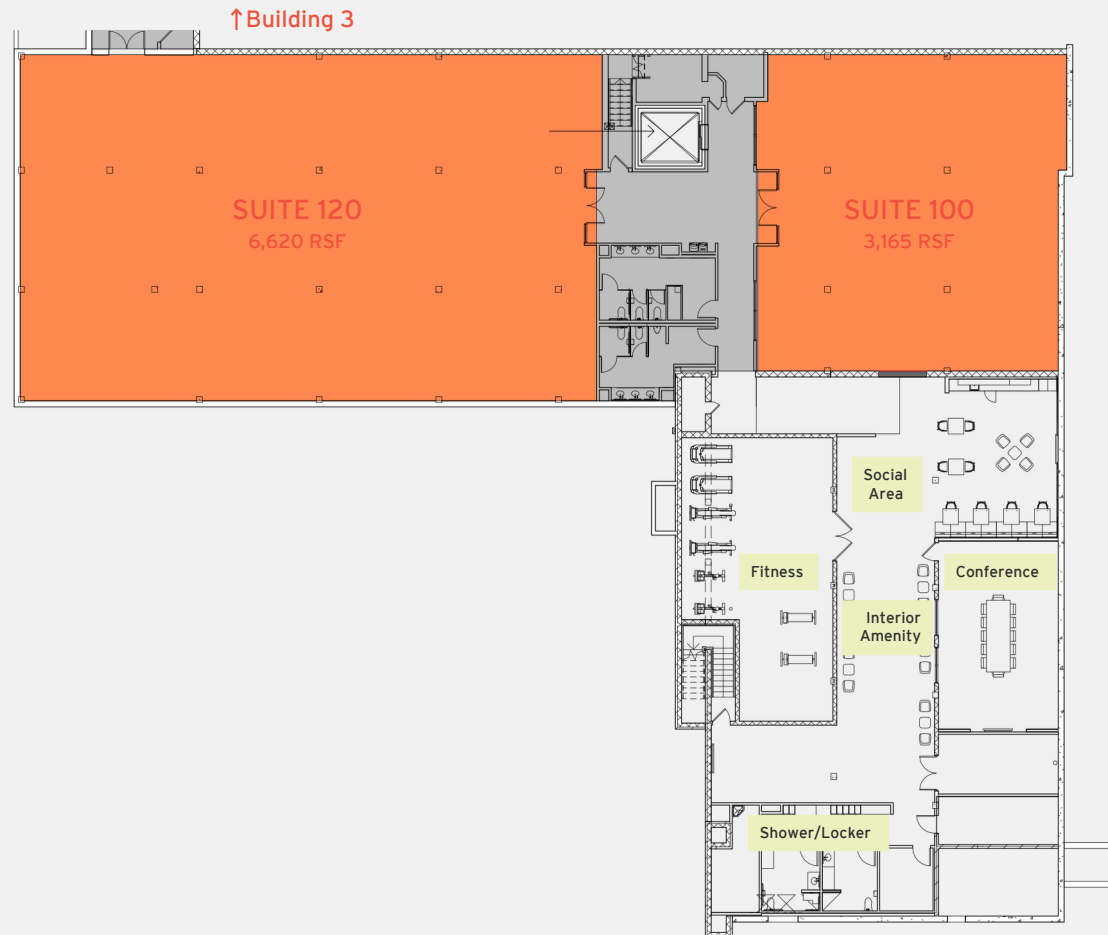 ↑Building 3
SUITE 120
6,620 RSF
SUITE 100
3,165 RSF
Social
Area
Fitness
Conference
Interior
Amenity
Shower/Locker